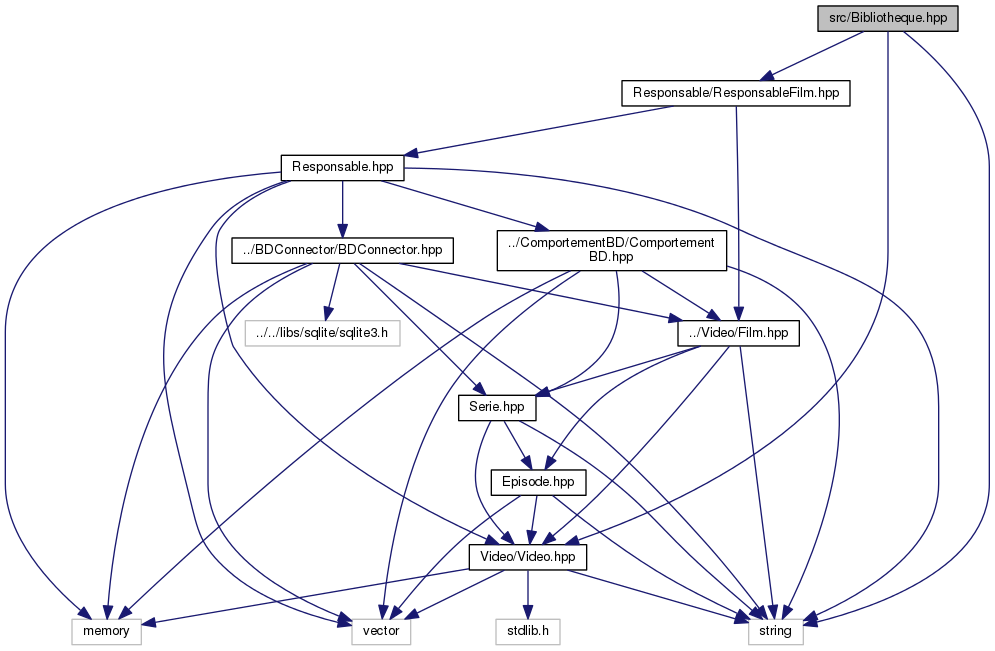 src/Bibliotheque.hpp
Responsable/ResponsableFilm.hpp
Responsable.hpp
../BDConnector/BDConnector.hpp
../ComportementBD/Comportement
BD.hpp
../../libs/sqlite/sqlite3.h
../Video/Film.hpp
Serie.hpp
Episode.hpp
Video/Video.hpp
memory
vector
stdlib.h
string